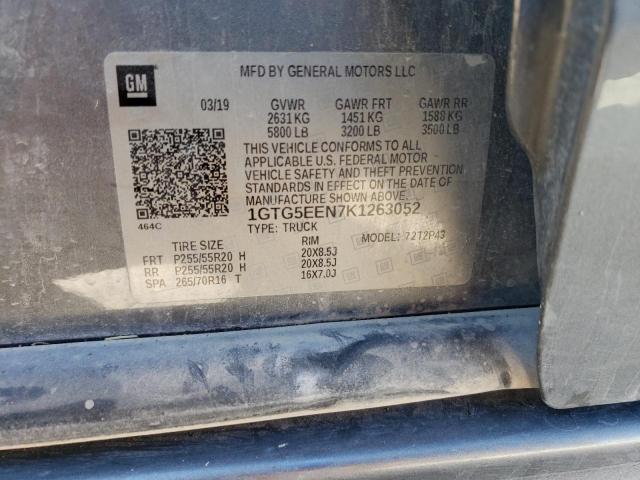 GM
MFD BY GENERAL MOTORS LLC
03/19 GVWR GAWR FRT GAWR RR
2631 KG 1451 KG 1588 KG
5800 LB 3200 LB 3500 LB
THIS VEHICLE CONFORMS TO ALL
APPLICABLE U.S. FEDERAL MOTOR
VEHICLE SAFETY, BUMPER, AND
THEFT PREVENTION STANDARDS IN
EFFECT ON THE DATE OF
MANUFACTURE SHOWN ABOVE.
1GTG5EEN7K1263052
464C TYPE: TRUCK MODEL: T2T2P43
TIRE SIZE RIM
FRT P255/55R20 H 20X8.5J
RR P255/55R20 H 20X8.5J
SPA 265/70R16 T 16X7.0J